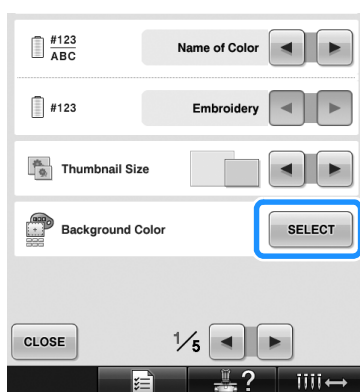 #123
ABC
Name of Color
#123
Embroidery
Thumbnail Size
Background Color
SELECT
CLOSE
1/5
?